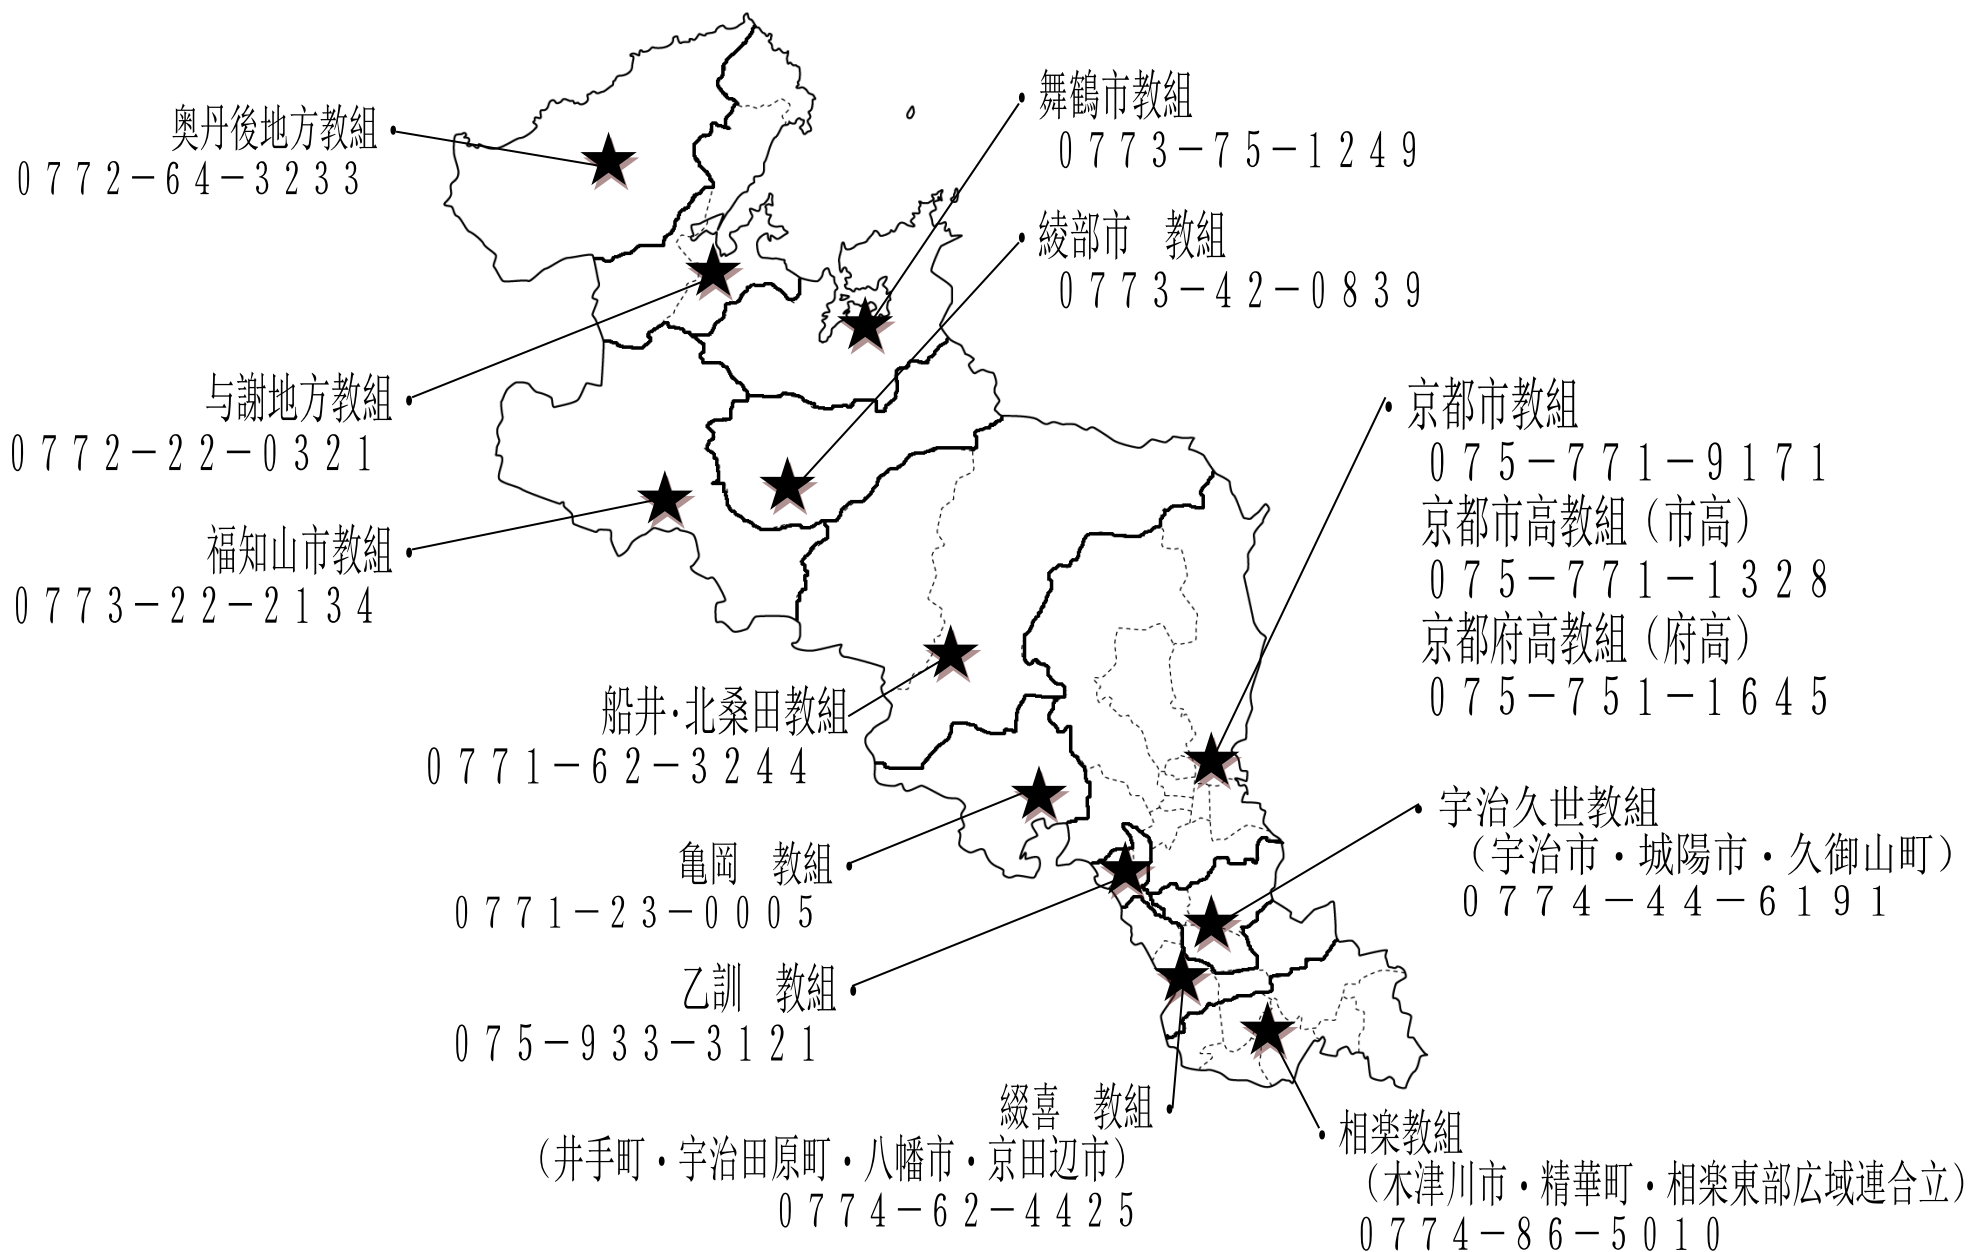 奥丹後地方教組
0772－64－3233
与謝地方教組
0772－22－0321
福知山市教組
0773－22－2134
船井・北桑田教組
0771－62－3244
亀岡　教組
0771－23－0005
乙訓　教組
075－933－3121
綴喜　教組
（井手町・宇治田原町・八幡市・京田辺市）
0774－62－4425
・舞鶴市教組
0773－75－1249
・綾部市　教組
0773－42－0839
・京都市教組
075－771－9171
京都市高教組（市高）
075－771－1328
京都府高教組（府高）
075－751－1645
・宇治久世教組
（宇治市・城陽市・久御山町）
0774－44－6191
・相楽教組
（木津川市・精華町・相楽東部広域連合立）
0774－86－5010